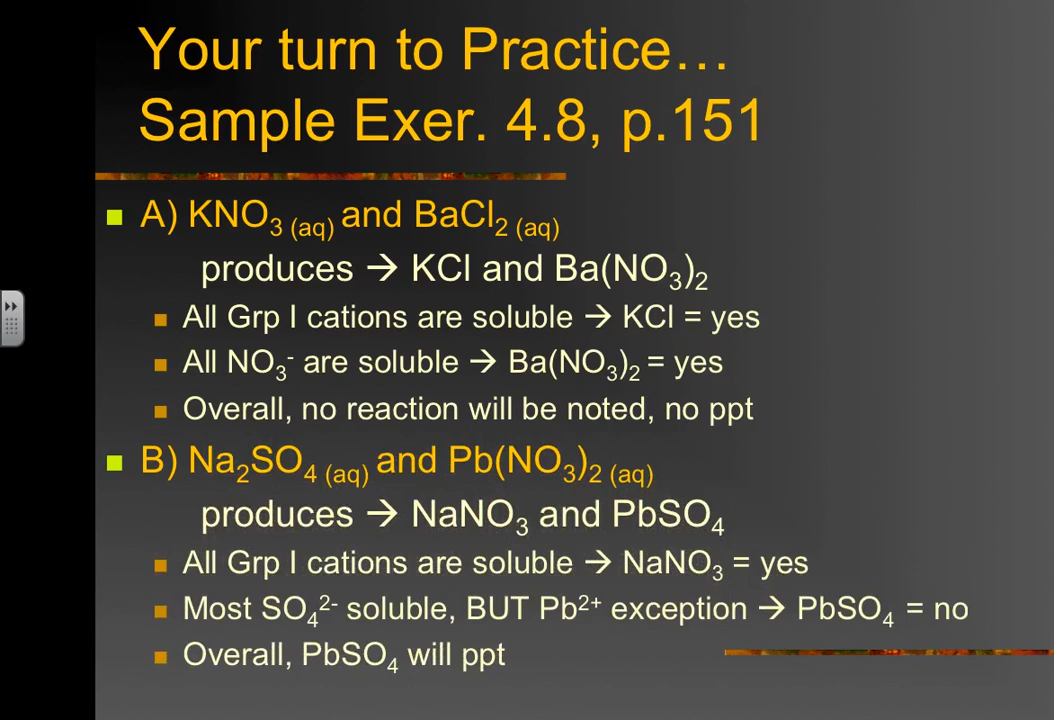 Your turn to Practice…
Sample Exer. 4.8, p.151
A) KNO₃ (aq) and BaCl₂ (aq)
produces → KCl and Ba(NO₃)₂
All Grp I cations are soluble → KCl = yes
All NO₃⁻ are soluble → Ba(NO₃)₂ = yes
Overall, no reaction will be noted, no ppt
B) Na₂SO₄ (aq) and Pb(NO₃)₂ (aq)
produces → NaNO₃ and PbSO₄
All Grp I cations are soluble → NaNO₃ = yes
Most SO₄²⁻ soluble, BUT Pb²⁺ exception → PbSO₄ = no
Overall, PbSO₄ will ppt